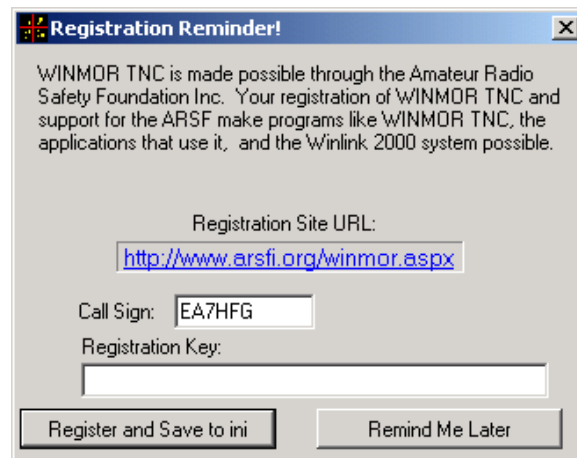 Registration Reminder!
WINMOR TNC is made possible through the Amateur Radio
Safety Foundation Inc. Your registration of WINMOR TNC and
support for the ARSF make programs like WINMOR TNC, the
applications that use it, and the Winlink 2000 system possible.
Registration Site URL:
http://www.arsfi.org/winmor.aspx
Call Sign: EA7HFG
Registration Key:
Register and Save to ini Remind Me Later